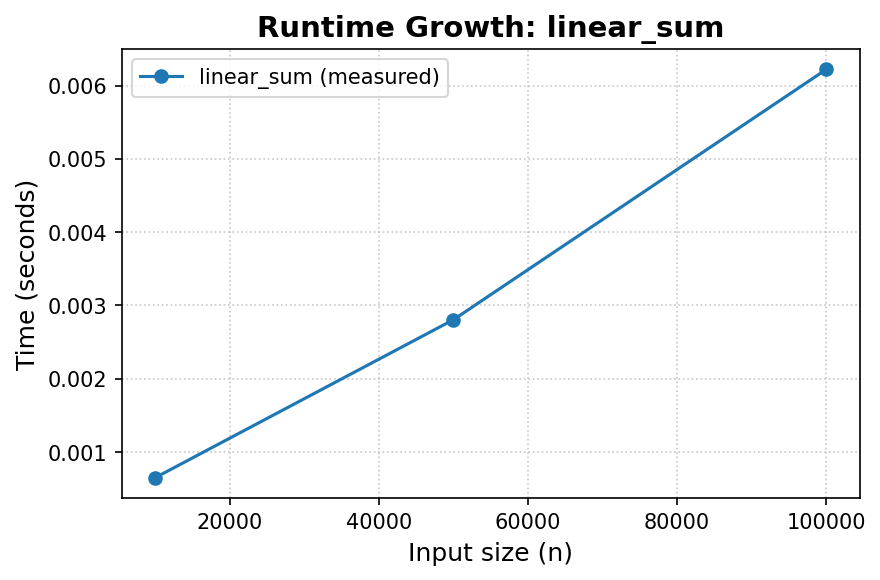 Runtime Growth: linear_sum
linear_sum (measured)
Time (seconds)
0.006
0.005
0.004
0.003
0.002
0.001
20000 40000 60000 80000 100000
Input size (n)